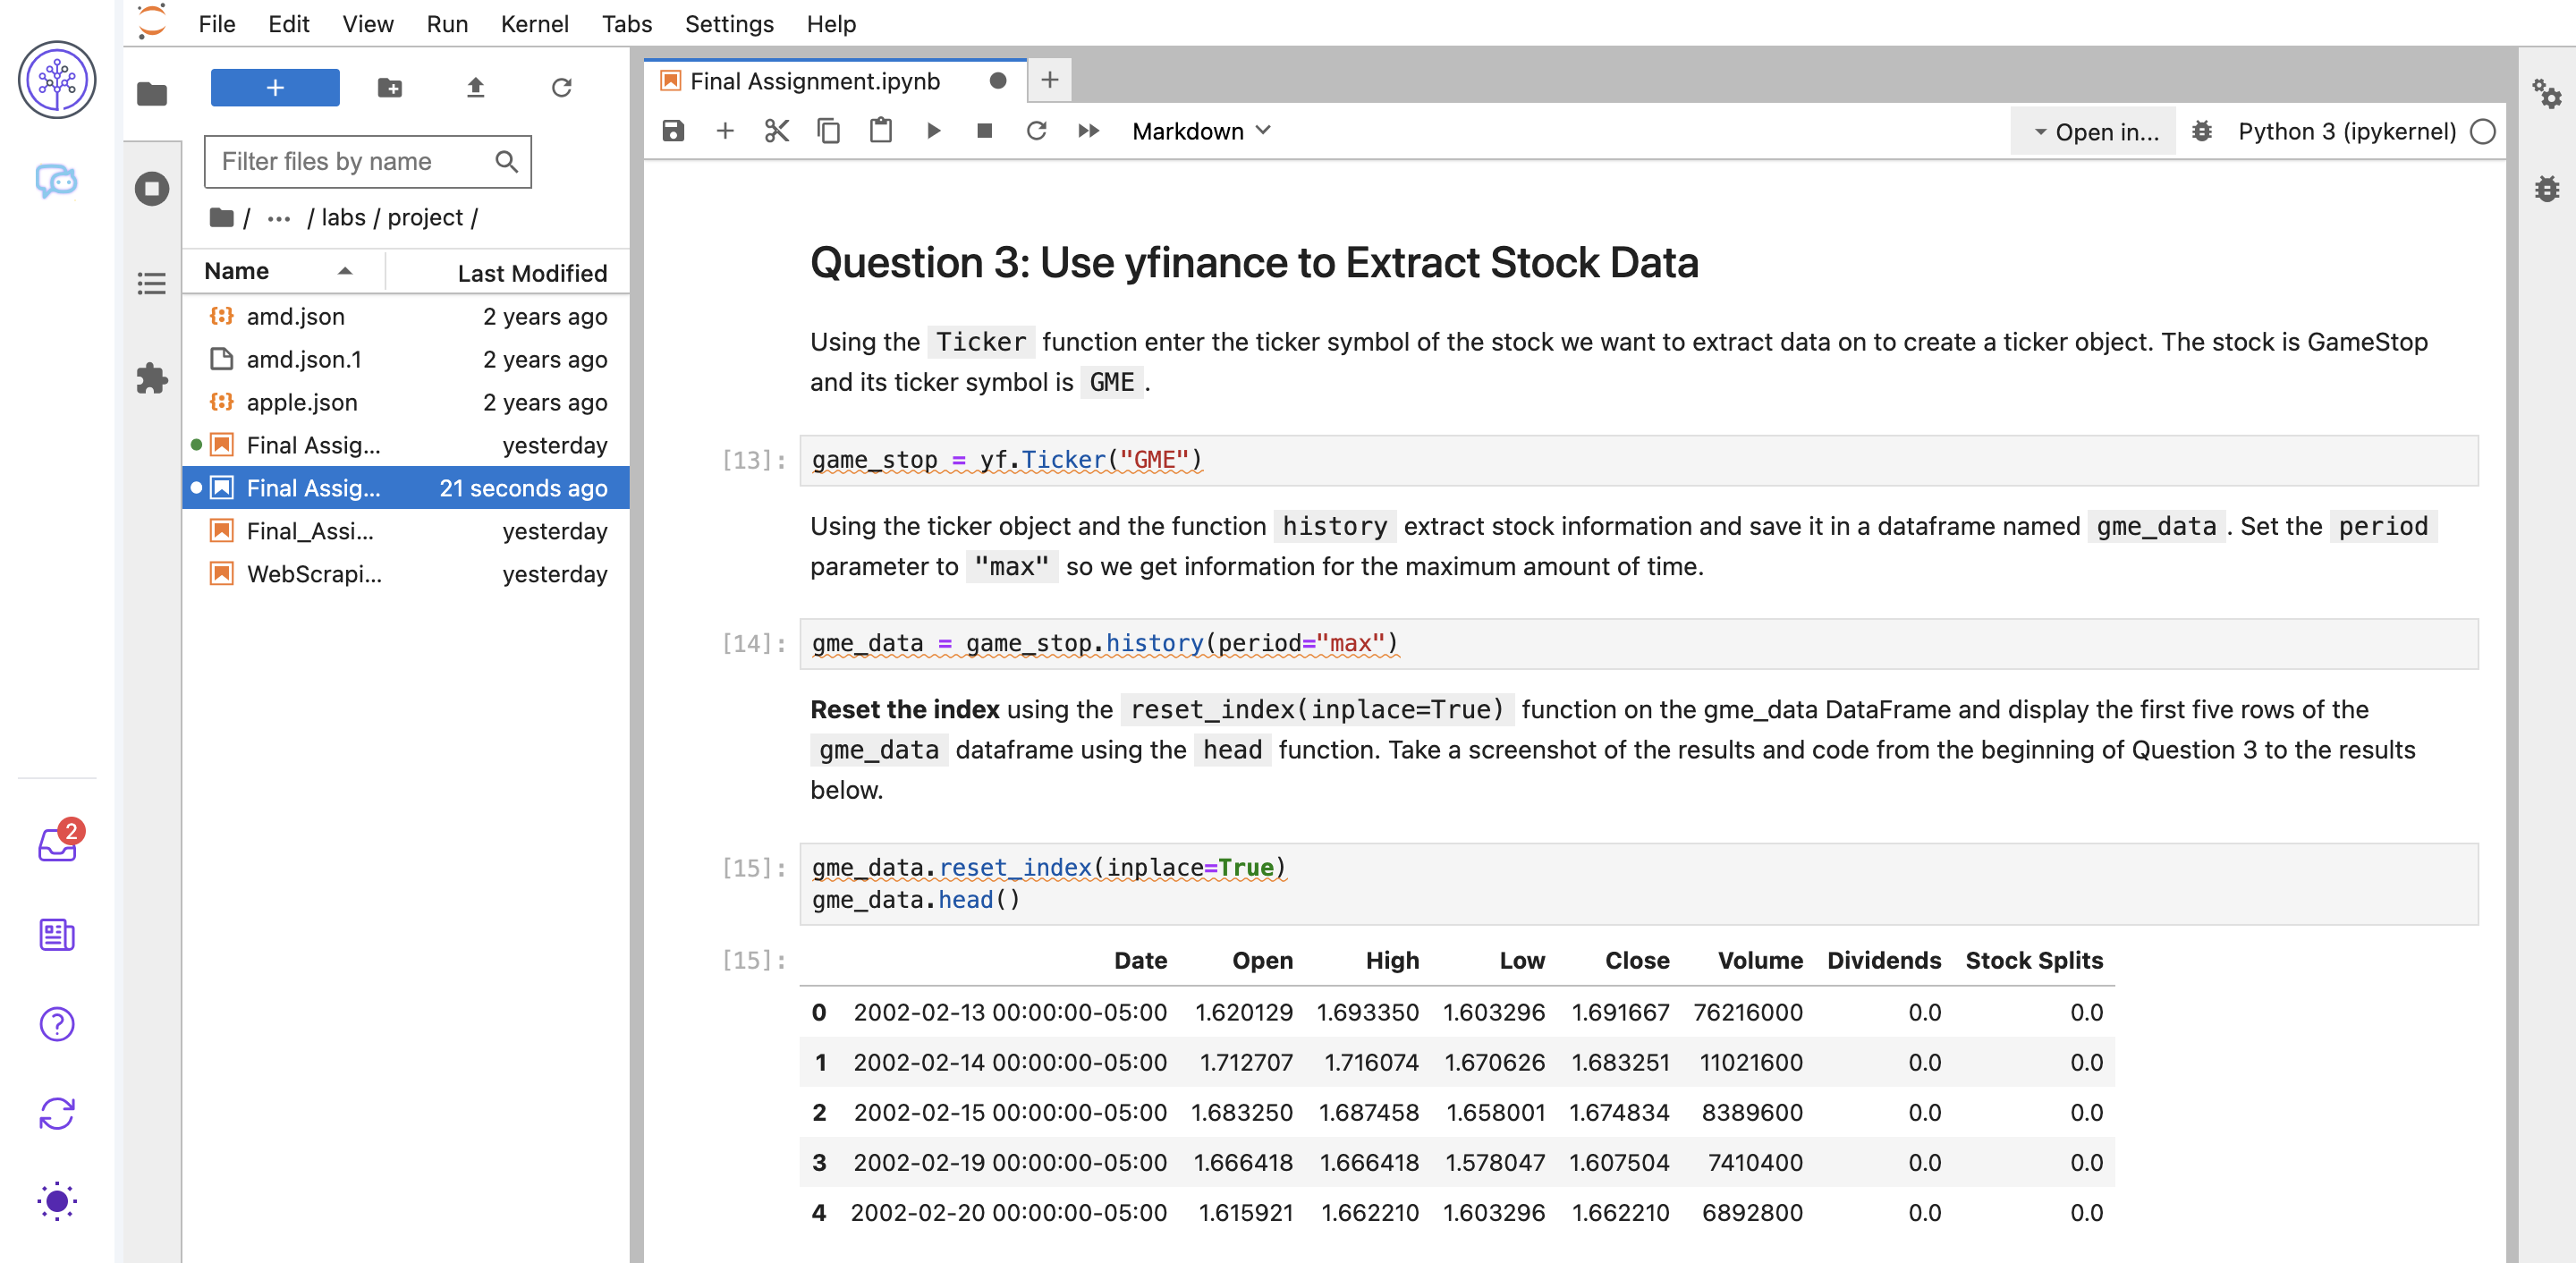 File Edit View Run Kernel Tabs Settings Help
+
Filter files by name
/ ··· / labs / project /
Name Last Modified
amd.json 2 years ago
amd.json.1 2 years ago
apple.json 2 years ago
Final Assig... yesterday
Final Assig... 21 seconds ago
Final_Assi... yesterday
WebScrapi... yesterday
2
Final Assignment.ipynb
Markdown
Open in...
Python 3 (ipykernel)
Question 3: Use yfinance to Extract Stock Data
Using the Ticker function enter the ticker symbol of the stock we want to extract data on to create a ticker object. The stock is GameStop
and its ticker symbol is GME .
[13]: game_stop = yf.Ticker("GME")
Using the ticker object and the function history extract stock information and save it in a dataframe named gme_data . Set the period
parameter to "max" so we get information for the maximum amount of time.
[14]: gme_data = game_stop.history(period="max")
Reset the index using the reset_index(inplace=True) function on the gme_data DataFrame and display the first five rows of the
gme_data dataframe using the head function. Take a screenshot of the results and code from the beginning of Question 3 to the results
below.
[15]: gme_data.reset_index(inplace=True)
gme_data.head()
[15]: Date Open High Low Close Volume Dividends Stock Splits
0 2002-02-13 00:00:00-05:00 1.620129 1.693350 1.603296 1.691667 76216000 0.0 0.0
1 2002-02-14 00:00:00-05:00 1.712707 1.716074 1.670626 1.683251 11021600 0.0 0.0
2 2002-02-15 00:00:00-05:00 1.683250 1.687458 1.658001 1.674834 8389600 0.0 0.0
3 2002-02-19 00:00:00-05:00 1.666418 1.666418 1.578047 1.607504 7410400 0.0 0.0
4 2002-02-20 00:00:00-05:00 1.615921 1.662210 1.603296 1.662210 6892800 0.0 0.0